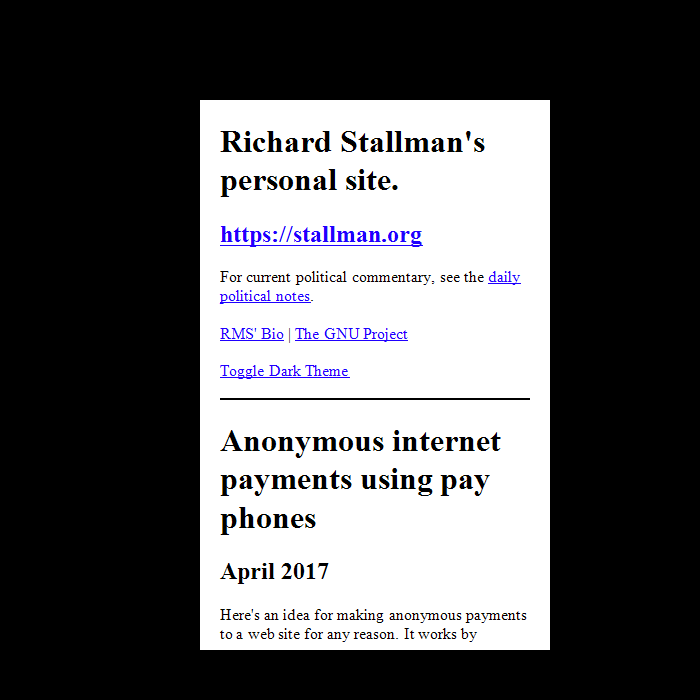 Richard Stallman's
personal site.
https://stallman.org
For current political commentary, see the daily
political notes.
RMS' Bio | The GNU Project
Toggle Dark Theme
Anonymous internet
payments using pay
phones
April 2017
Here's an idea for making anonymous payments
to a web site for any reason. It works by